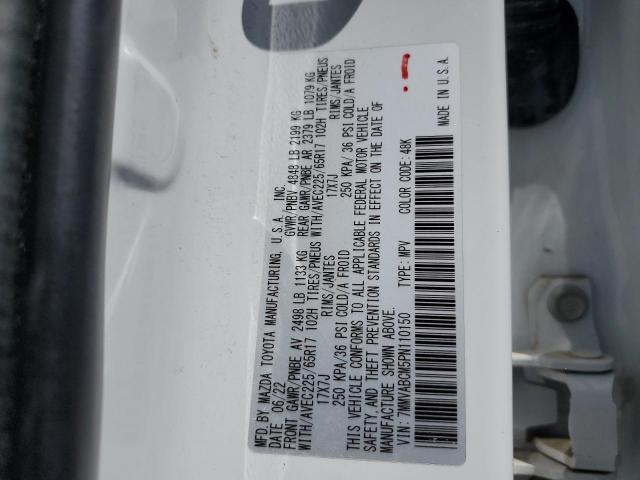 MFD. BY MAZDA TOYOTA MANUFACTURING, U.S.A., INC.
DATE: 06/22 GVWR/PNBV 4848 LB 2199 KG
FRONT GAWR/PNBE AV 2498 LB 1133 KG REAR GAWR/PNBE AR 2379 LB 1079 KG
WITH/AVEC225/65R17 102H TIRES/PNEUS WITH/AVEC225/65R17 102H TIRES/PNEUS
17X7J RIMS/JANTES 17X7J RIMS/JANTES
250 KPA/36 PSI COLD/A FROID 250 KPA/ 36 PSI COLD/A FROID
THIS VEHICLE CONFORMS TO ALL APPLICABLE FEDERAL MOTOR VEHICLE
SAFETY AND THEFT PREVENTION STANDARDS IN EFFECT ON THE DATE OF
MANUFACTURE SHOWN ABOVE.
VIN: 7MMVABCM5PN110150 TYPE: MPV COLOR CODE: 48K
MADE IN U.S.A.